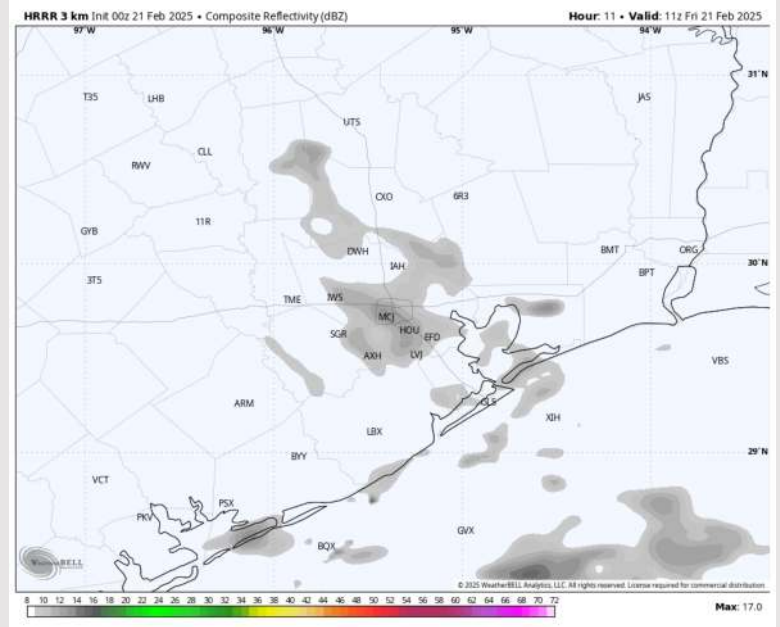 HRRR 3 km Init 00z 21 Feb 2025 • Composite Reflectivity (dBZ) Hour: 11 • Valid: 11z Fri 21 Feb 2025
97°W 96°W 95°W 94°W
31°N
T35 LHB JAS
UTS
CLL
RWV
CXO 6R3
11R
GYB
DWH BMT ORG
IAH 30°N
BPT
3T5
TME IWS
MCJ
SGR HOU EFD
AXH LVJ VBS
ARM GLS
XIH
LBX
BYY 29°N
VCT
PSX
PKV
GVX
BQX
WeatherBELL
© 2025 WeatherBELL Analytics, LLC. All rights reserved. License required for commercial distribution.
8 10 12 14 16 18 20 22 24 26 28 30 32 34 36 38 40 42 44 46 48 50 52 54 56 58 60 62 64 66 68 70 72 Max: 17.0